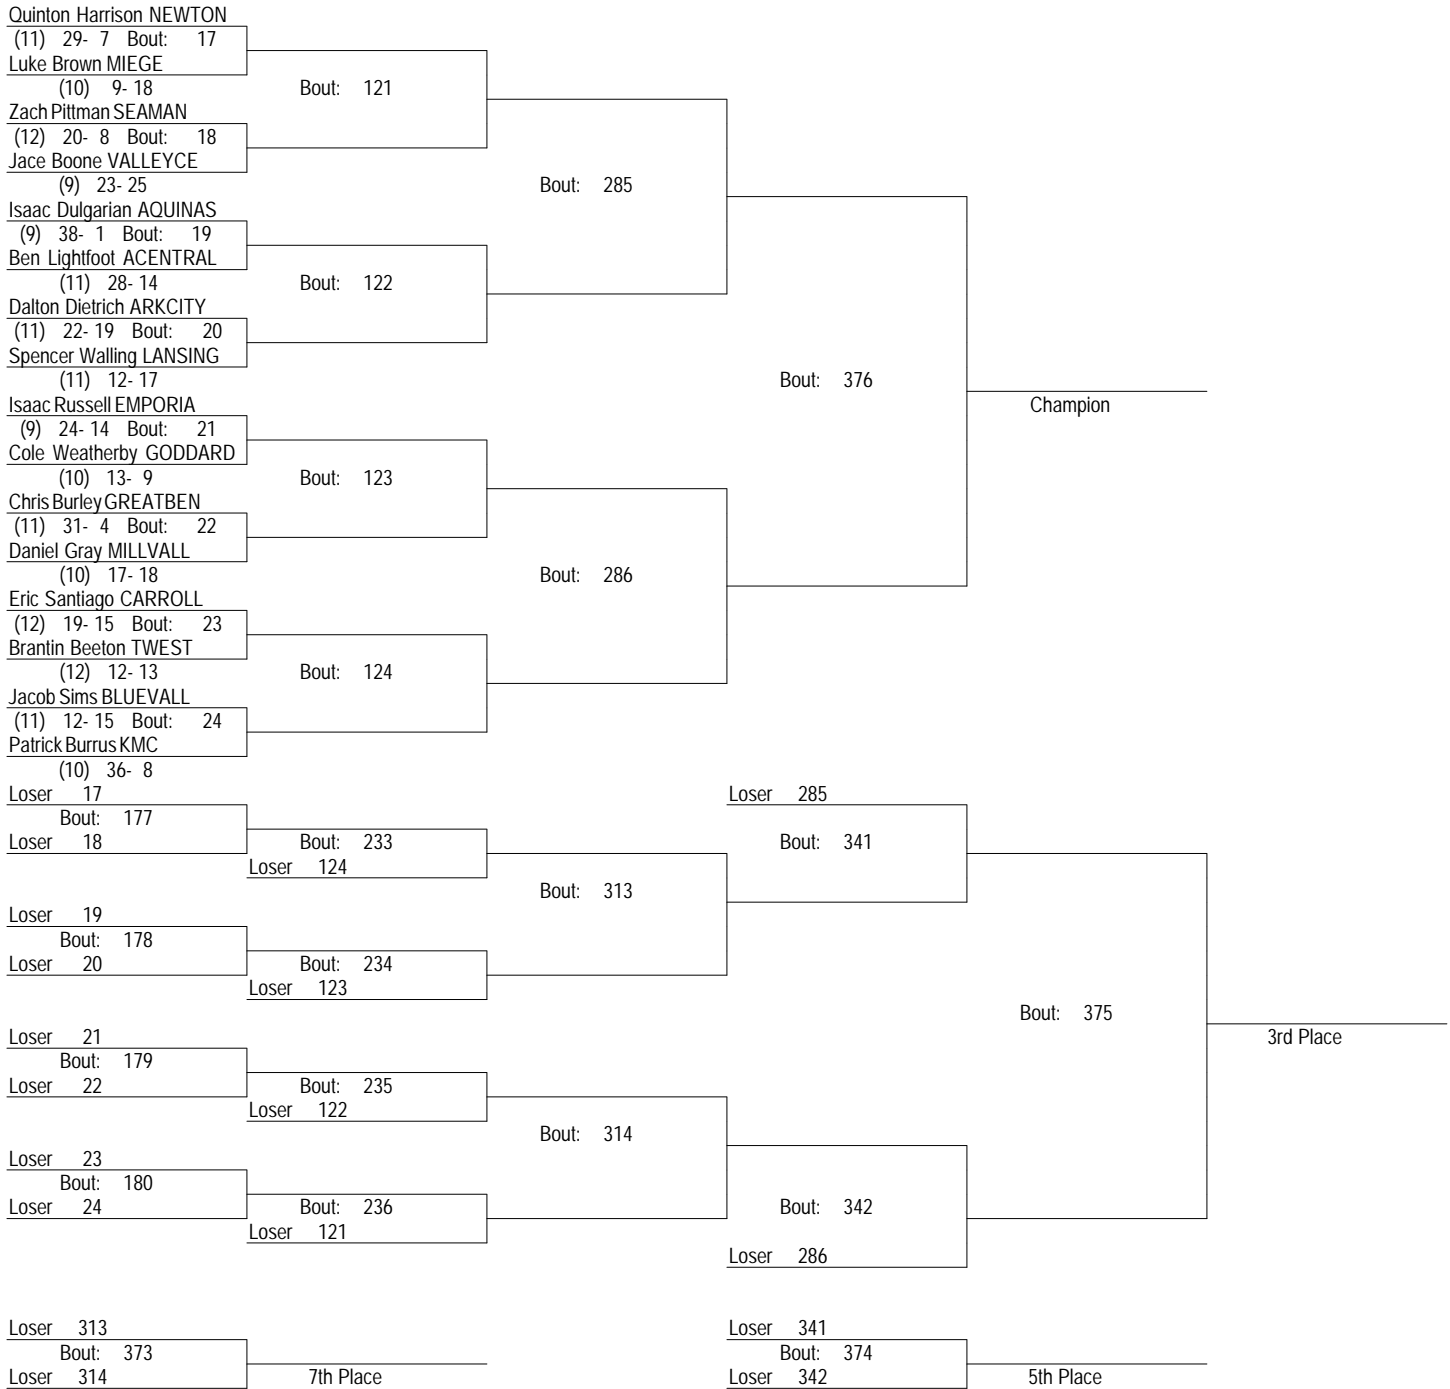 Quinton Harrison NEWTON
(11) 29- 7 Bout: 17
Luke Brown MIEGE
(10) 9- 18 Bout: 121
Zach Pittman SEAMAN
(12) 20- 8 Bout: 18
Jace Boone VALLEYCE
(9) 23- 25 Bout: 285
Isaac Dulgarian AQUINAS
(9) 38- 1 Bout: 19
Ben Lightfoot ACENTRAL
(11) 28- 14 Bout: 122
Dalton Dietrich ARKCITY
(11) 22- 19 Bout: 20
Spencer Walling LANSING
(11) 12- 17 Bout: 376
Isaac Russell EMPORIA Champion
(9) 24- 14 Bout: 21
Cole Weatherby GODDARD
(10) 13- 9 Bout: 123
Chris Burley GREATBEN
(11) 31- 4 Bout: 22
Daniel Gray MILLVALL
(10) 17- 18 Bout: 286
Eric Santiago CARROLL
(12) 19- 15 Bout: 23
Brantin Beeton TWEST
(12) 12- 13 Bout: 124
Jacob Sims BLUEVALL
(11) 12- 15 Bout: 24
Patrick Burrus KMC
(10) 36- 8
Loser 17 Loser 285
Bout: 177
Loser 18 Bout: 233 Bout: 341
Loser 124
Bout: 313
Loser 19
Bout: 178
Loser 20 Bout: 234
Loser 123
Bout: 375
Loser 21 3rd Place
Bout: 179
Loser 22 Bout: 235
Loser 122
Bout: 314
Loser 23
Bout: 180
Loser 24 Bout: 236 Bout: 342
Loser 121
Loser 286
Loser 313 Loser 341
Bout: 373 Bout: 374
Loser 314 7th Place Loser 342 5th Place